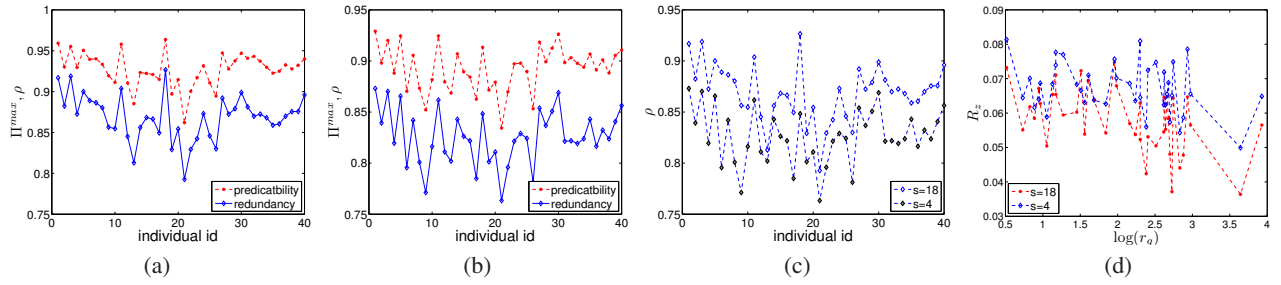 1
0.95
0.9
0.85
0.8
0.75
Π^max, ρ
0 10 20 30 40
individual id
predicatbility
redundancy
(a)
0.95
0.9
0.85
0.8
0.75
Π^max, ρ
0 10 20 30 40
individual id
predicatbility
redundancy
(b)
0.95
0.9
0.85
0.8
0.75
ρ
0 10 20 30 40
individual id
s=18
s=4
(c)
0.09
0.08
0.07
0.06
0.05
0.04
0.03
R_z
0.5 1 1.5 2 2.5 3 3.5 4
log(r_g)
s=18
s=4
(d)